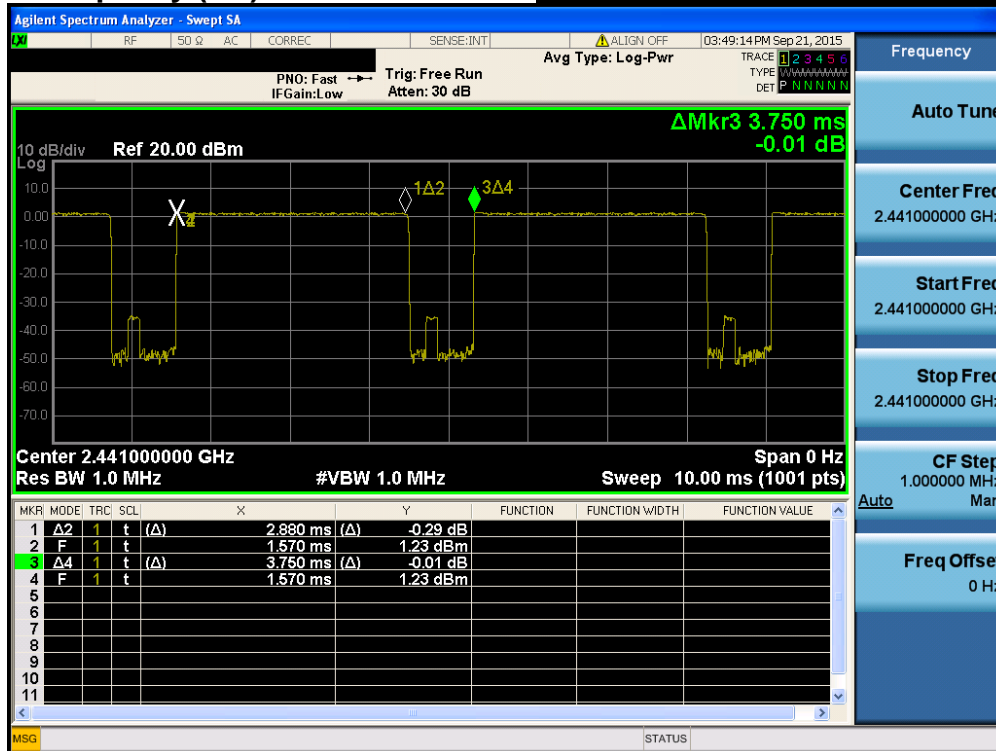 Agilent Spectrum Analyzer - Swept SA
LXI RF 50 Ω AC CORREC SENSE:INT ALIGN OFF 03:49:14 PM Sep 21, 2015
Frequency
Avg Type: Log-Pwr TRACE 1 2 3 4 5 6
PNO: Fast Trig: Free Run TYPE
IFGain:Low Atten: 30 dB DET P N N N N N
Auto Tune
ΔMkr3 3.750 ms
-0.01 dB
10 dB/div Ref 20.00 dBm
Log
10.0
0.00
-10.0
-20.0
-30.0
-40.0
-50.0
-60.0
-70.0
X
1Δ2
3Δ4
Center 2.441000000 GHz Span 0 Hz
Res BW 1.0 MHz #VBW 1.0 MHz Sweep 10.00 ms (1001 pts)
Center Freq
2.441000000 GHz
Start Freq
2.441000000 GHz
Stop Freq
2.441000000 GHz
CF Step
1.000000 MHz
Auto Man
Freq Offset
0 Hz
MKR MODE TRC SCL X Y FUNCTION FUNCTION WIDTH FUNCTION VALUE
1 Δ2 1 t (Δ) 2.880 ms (Δ) -0.29 dB
2 F 1 t 1.570 ms 1.23 dBm
3 Δ4 1 t (Δ) 3.750 ms (Δ) -0.01 dB
4 F 1 t 1.570 ms 1.23 dBm
5
6
7
8
9
10
11
MSG STATUS